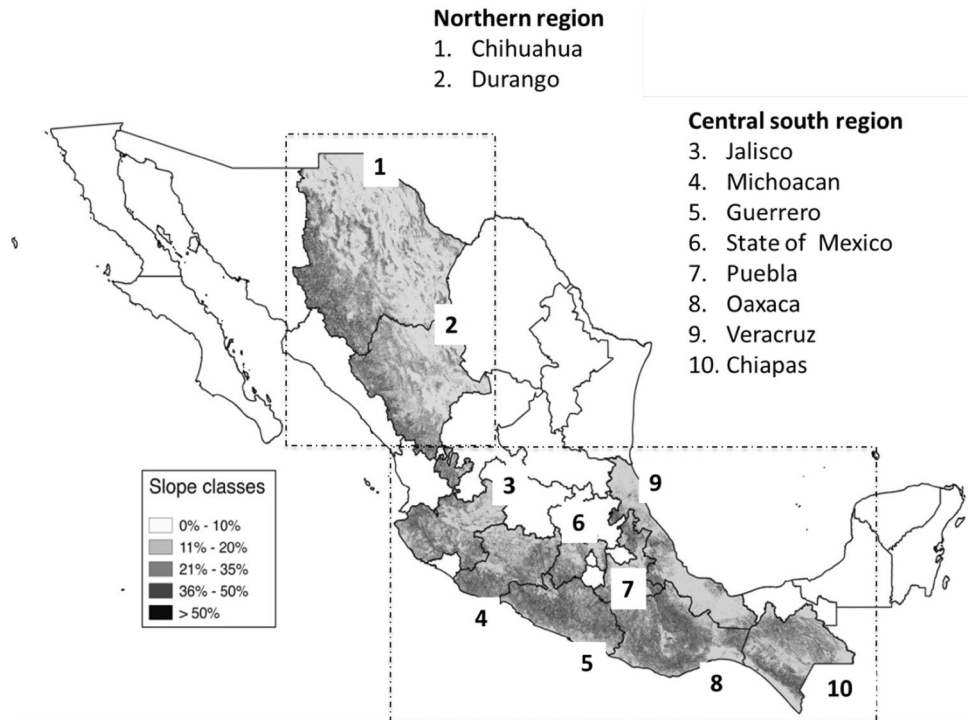 Northern region
1. Chihuahua
2. Durango
Central south region
3. Jalisco
4. Michoacan
5. Guerrero
6. State of Mexico
7. Puebla
8. Oaxaca
9. Veracruz
10. Chiapas
1
2
3
9
6
7
4
5
8
10
Slope classes
0% - 10%
11% - 20%
21% - 35%
36% - 50%
> 50%